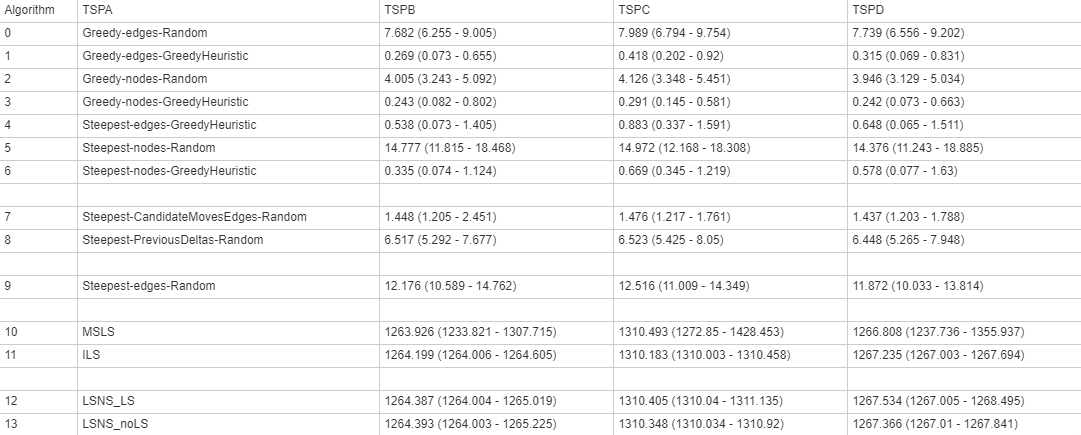 Algorithm TSPA TSPB TSPC TSPD
0 Greedy-edges-Random 7.682 (6.255 - 9.005) 7.989 (6.794 - 9.754) 7.739 (6.556 - 9.202)
1 Greedy-edges-GreedyHeuristic 0.269 (0.073 - 0.655) 0.418 (0.202 - 0.92) 0.315 (0.069 - 0.831)
2 Greedy-nodes-Random 4.005 (3.243 - 5.092) 4.126 (3.348 - 5.451) 3.946 (3.129 - 5.034)
3 Greedy-nodes-GreedyHeuristic 0.243 (0.082 - 0.802) 0.291 (0.145 - 0.581) 0.242 (0.073 - 0.663)
4 Steepest-edges-GreedyHeuristic 0.538 (0.073 - 1.405) 0.883 (0.337 - 1.591) 0.648 (0.065 - 1.511)
5 Steepest-nodes-Random 14.777 (11.815 - 18.468) 14.972 (12.168 - 18.308) 14.376 (11.243 - 18.885)
6 Steepest-nodes-GreedyHeuristic 0.335 (0.074 - 1.124) 0.669 (0.345 - 1.219) 0.578 (0.077 - 1.63)
7 Steepest-CandidateMovesEdges-Random 1.448 (1.205 - 2.451) 1.476 (1.217 - 1.761) 1.437 (1.203 - 1.788)
8 Steepest-PreviousDeltas-Random 6.517 (5.292 - 7.677) 6.523 (5.425 - 8.05) 6.448 (5.265 - 7.948)
9 Steepest-edges-Random 12.176 (10.589 - 14.762) 12.516 (11.009 - 14.349) 11.872 (10.033 - 13.814)
10 MSLS 1263.926 (1233.821 - 1307.715) 1310.493 (1272.85 - 1428.453) 1266.808 (1237.736 - 1355.937)
11 ILS 1264.199 (1264.006 - 1264.605) 1310.183 (1310.003 - 1310.458) 1267.235 (1267.003 - 1267.694)
12 LSNS_LS 1264.387 (1264.004 - 1265.019) 1310.405 (1310.04 - 1311.135) 1267.534 (1267.005 - 1268.495)
13 LSNS_noLS 1264.393 (1264.003 - 1265.225) 1310.348 (1310.034 - 1310.92) 1267.366 (1267.01 - 1267.841)